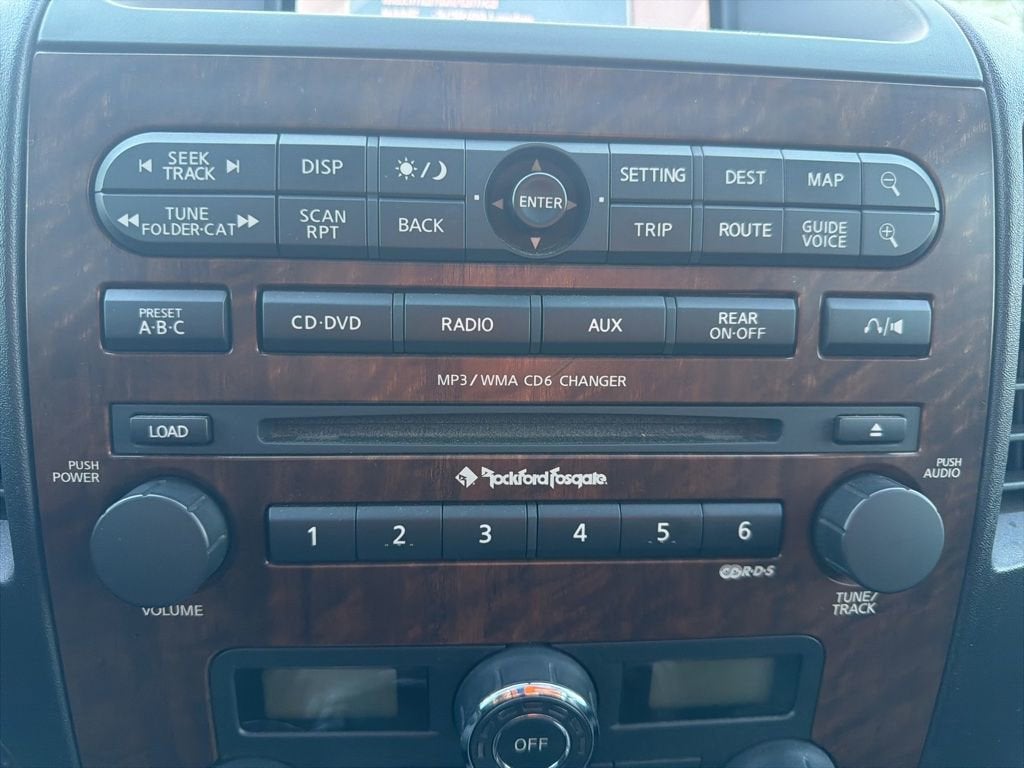 SEEK
TRACK
DISP
SETTING
DEST
MAP
ENTER
TUNE
FOLDER·CAT
SCAN
RPT
BACK
TRIP
ROUTE
GUIDE
VOICE
PRESET
A·B·C
CD·DVD
RADIO
AUX
REAR
ON·OFF
MP3/WMA CD6 CHANGER
LOAD
PUSH
POWER
PUSH
AUDIO
Rockford Fosgate
1 2 3 4 5 6
R·D·S
VOLUME
TUNE/
TRACK
OFF